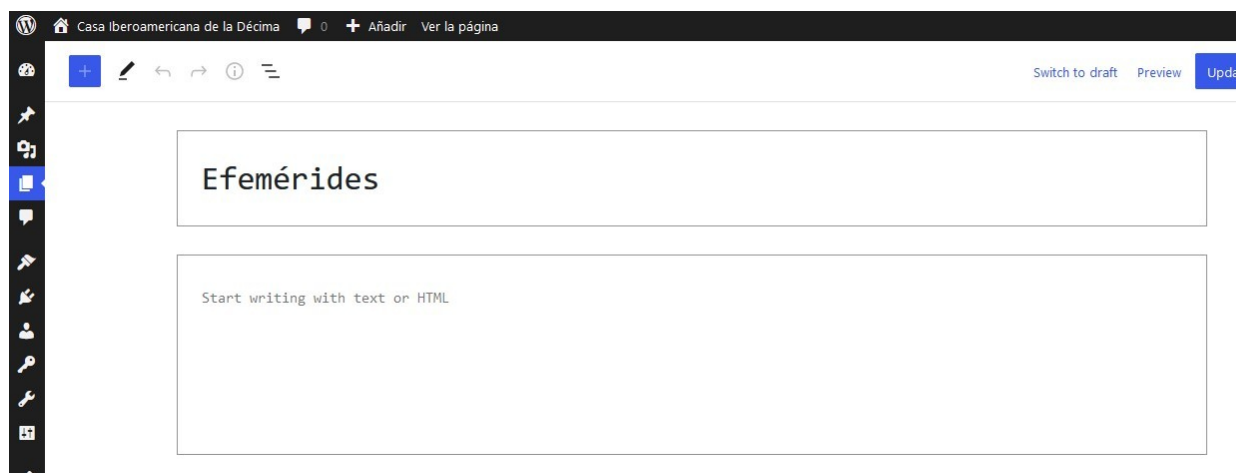 Casa Iberoamericana de la Décima 0 Añadir Ver la página
Switch to draft Preview Upda
Efemérides
Start writing with text or HTML